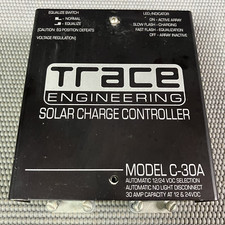 EQUALIZE SWITCH
- NORMAL
- EQUALIZE
(CAUTION: EQ POSITION DEFEATS
VOLTAGE REGULATION)
LED INDICATOR
ON - ACTIVE ARRAY
SLOW FLASH - CHARGING
FAST FLASH - EQUALIZATION
OFF - ARRAY INACTIVE
TRACE
ENGINEERING
SOLAR CHARGE CONTROLLER
MODEL C-30A
AUTOMATIC 12/24 VDC SELECTION
AUTOMATIC NO LIGHT DISCONNECT
30 AMP CAPACITY AT 12 & 24VDC